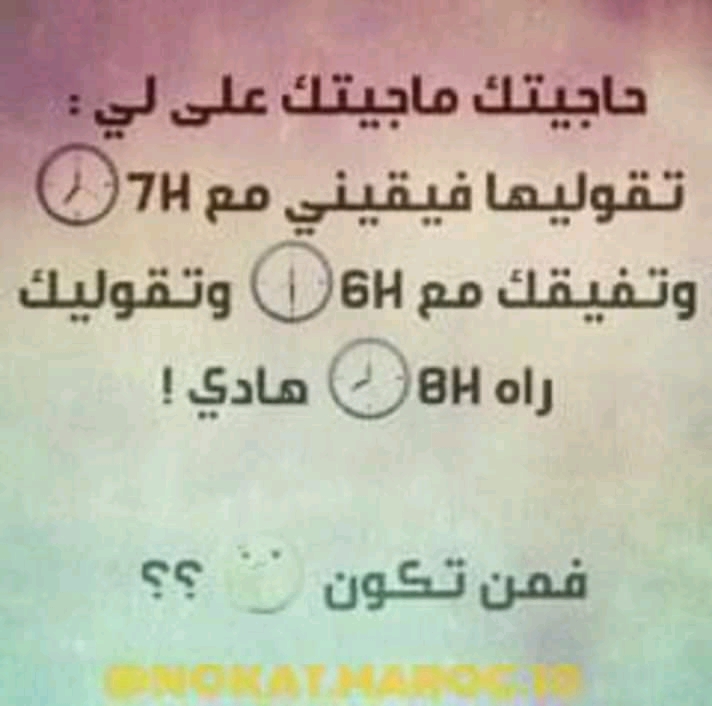 حاجيتك ماجيتك على لي :
تقوليها فيقيني مع 7H
وتفيقك مع 6H وتقوليك
راه 8H هادي !
فمن تكون ؟؟
@NOKAT.MAROC.10